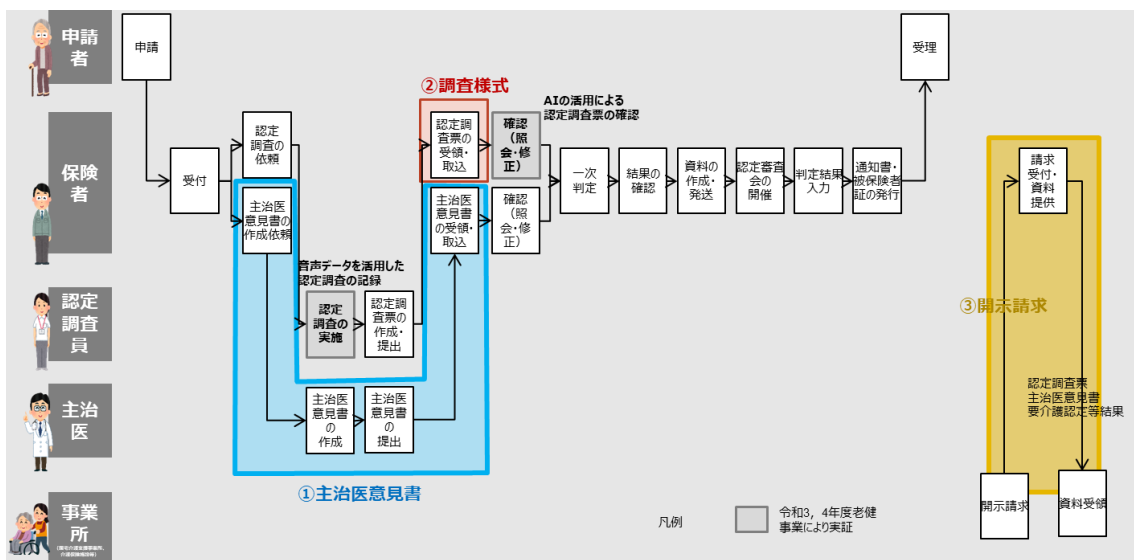 申請
者
申請
受理
②調査様式
AIの活用による
認定調査票の確認
保険
者
受付
認定
調査の
依頼
主治医
意見書の
作成依頼
認定調
査票の
受領・
取込
確認
(照
会・修
正)
主治医
意見書
の受領・
取込
確認
(照
会・修
正)
一次
判定
結果の
確認
資料の
作成・
発送
認定審査
会の
開催
判定結果
入力
通知書・
被保険者
証の発行
請求
受付・
資料
提供
音声データを活用した
認定調査の記録
認定
調査
員
認定
調査の
実施
認定調
査票の
作成・
提出
③開示請求
認定調査票
主治医意見書
要介護認定等結果
主治
医
主治医
意見書
の
作成
主治医
意見書
の
提出
①主治医意見書
事業
所
凡例
令和3,4年度老健
事業により実証
開示請求
資料受領